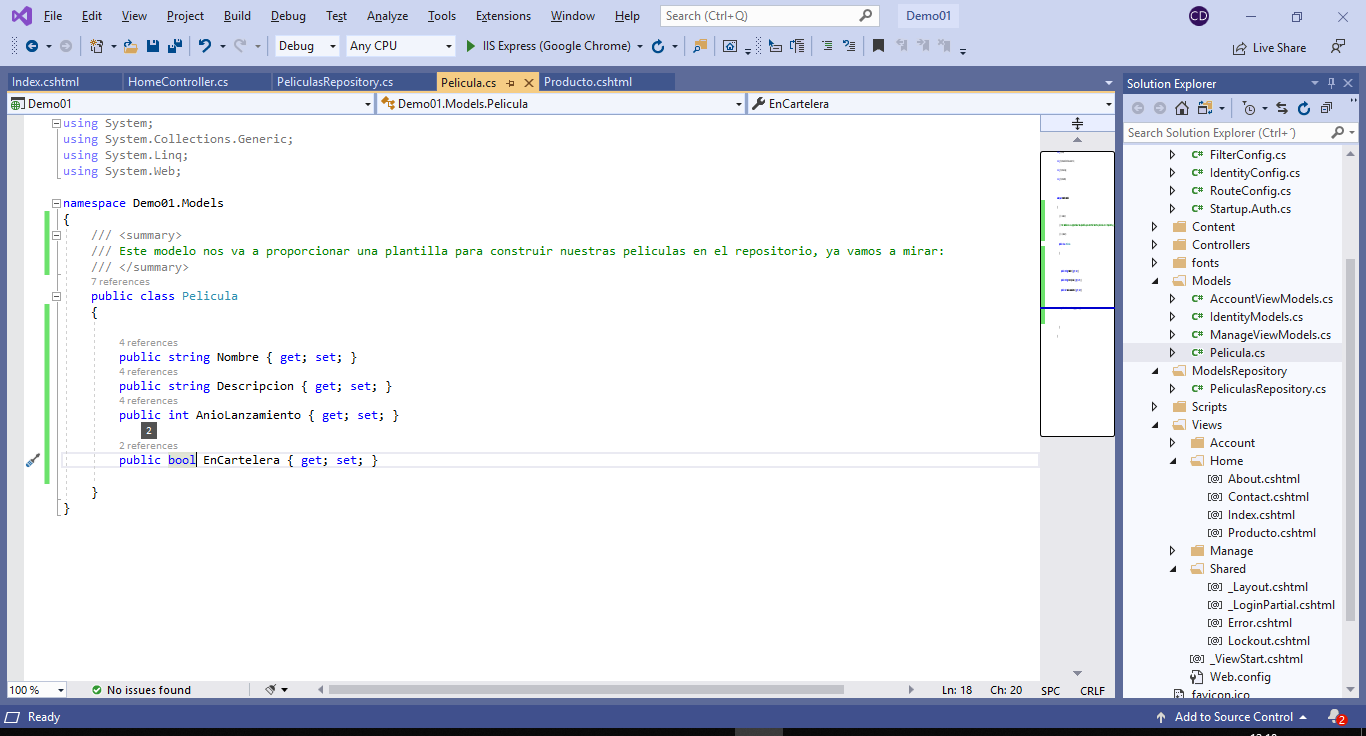 File Edit View Project Build Debug Test Analyze Tools Extensions Window Help Search (Ctrl+Q) Demo01 CD
Debug Any CPU IIS Express (Google Chrome) Live Share
Index.cshtml HomeController.cs PeliculasRepository.cs Pelicula.cs Producto.cshtml
Demo01 Demo01.Models.Pelicula EnCartelera
using System;
using System.Collections.Generic;
using System.Linq;
using System.Web;
namespace Demo01.Models
{
/// <summary>
/// Este modelo nos va a proporcionar una plantilla para construir nuestras peliculas en el repositorio, ya vamos a mirar:
/// </summary>
7 references
public class Pelicula
{
4 references
public string Nombre { get; set; }
4 references
public string Descripcion { get; set; }
4 references
public int AnioLanzamiento { get; set; }
2
2 references
public bool EnCartelera { get; set; }
}
}
100 % No issues found Ln: 18 Ch: 20 SPC CRLF
Solution Explorer
Search Solution Explorer (Ctrl+´)
C# FilterConfig.cs
C# IdentityConfig.cs
C# RouteConfig.cs
C# Startup.Auth.cs
Content
Controllers
fonts
Models
C# AccountViewModels.cs
C# IdentityModels.cs
C# ManageViewModels.cs
C# Pelicula.cs
ModelsRepository
C# PeliculasRepository.cs
Scripts
Views
Account
Home
[@] About.cshtml
[@] Contact.cshtml
[@] Index.cshtml
[@] Producto.cshtml
Manage
Shared
[@] _Layout.cshtml
[@] _LoginPartial.cshtml
[@] Error.cshtml
[@] Lockout.cshtml
[@] _ViewStart.cshtml
Web.config
favicon.ico
Ready Add to Source Control 2